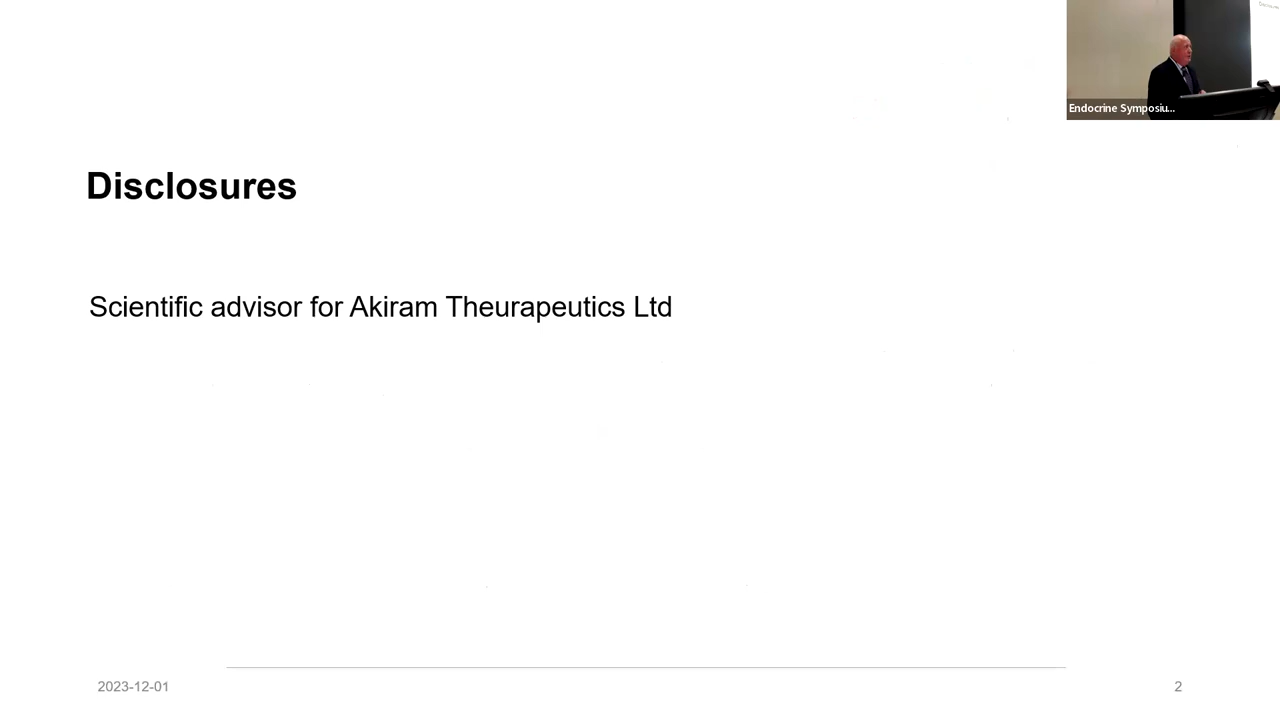 Endocrine Symposiu...
Disclosures
Scientific advisor for Akiram Theurapeutics Ltd
2023-12-01
2